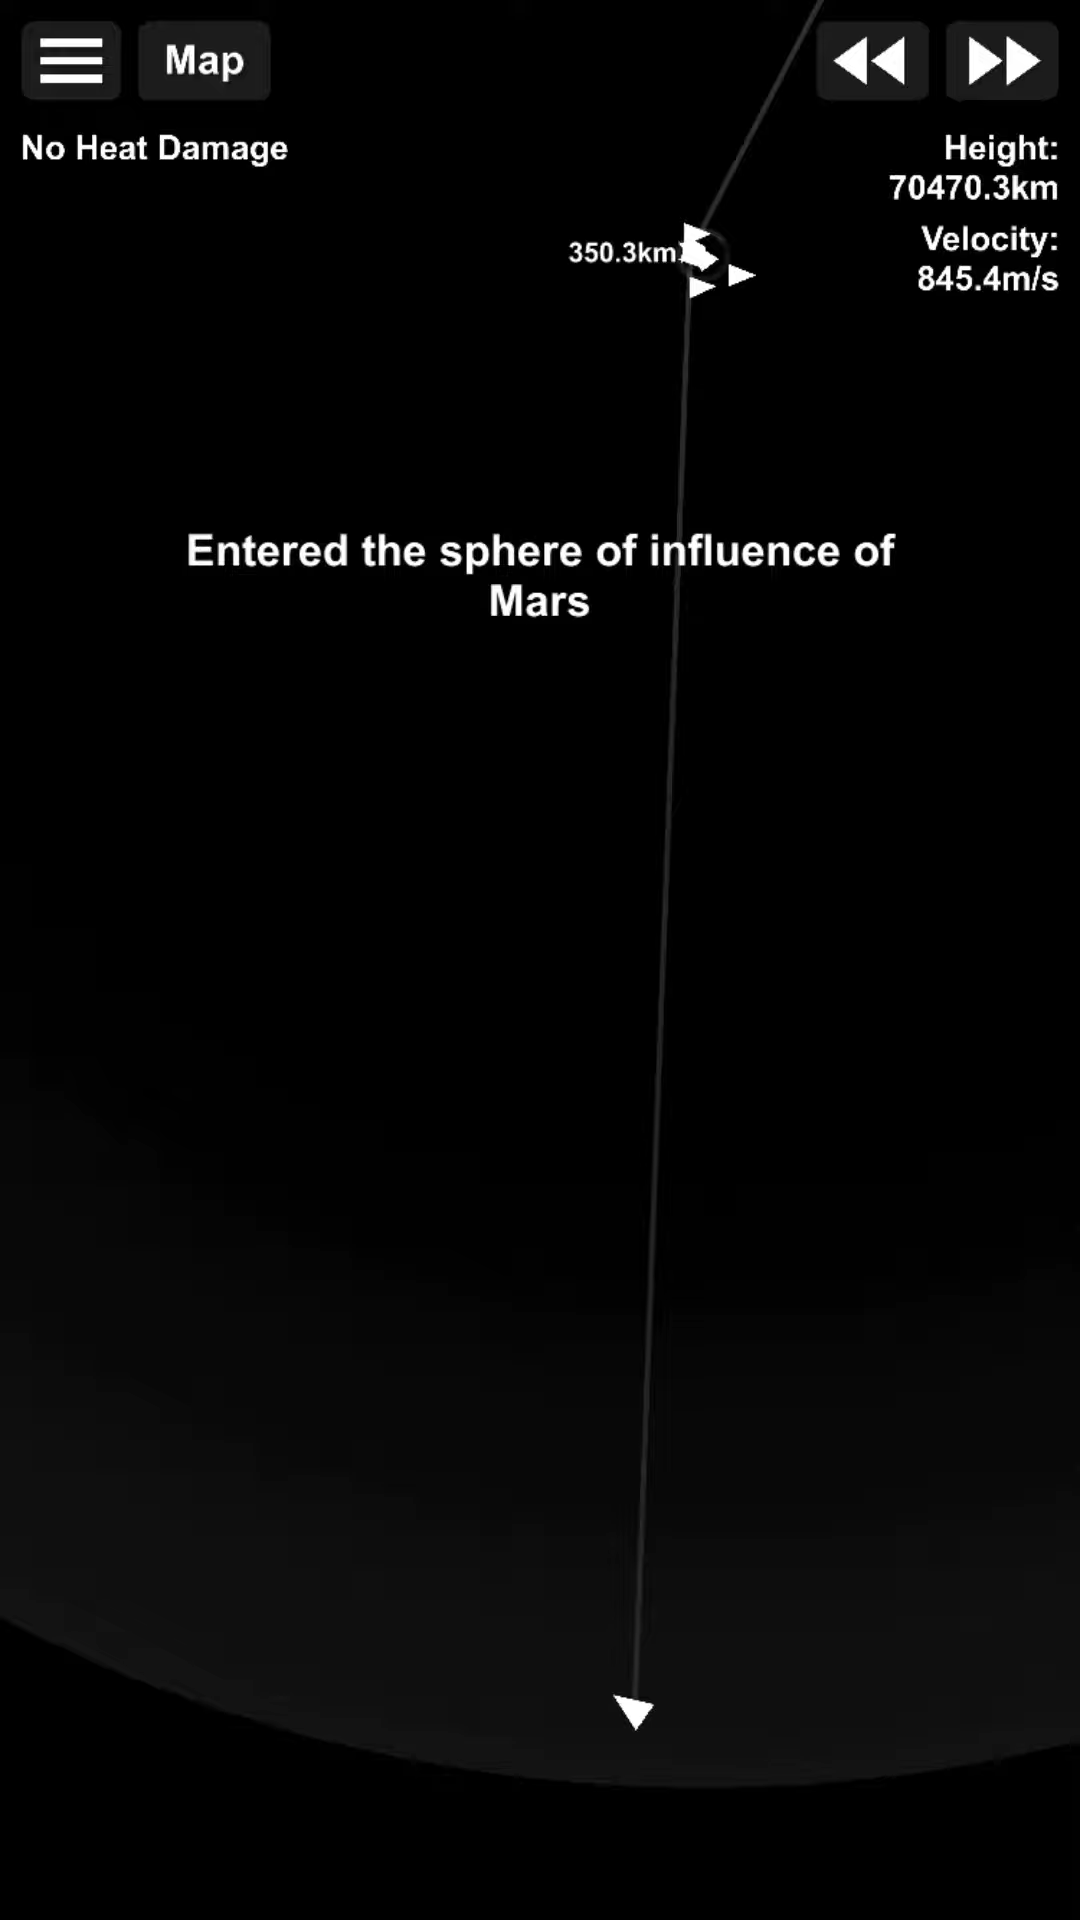 Map
No Heat Damage
Height:
70470.3km
Velocity:
845.4m/s
350.3km
Entered the sphere of influence of
Mars